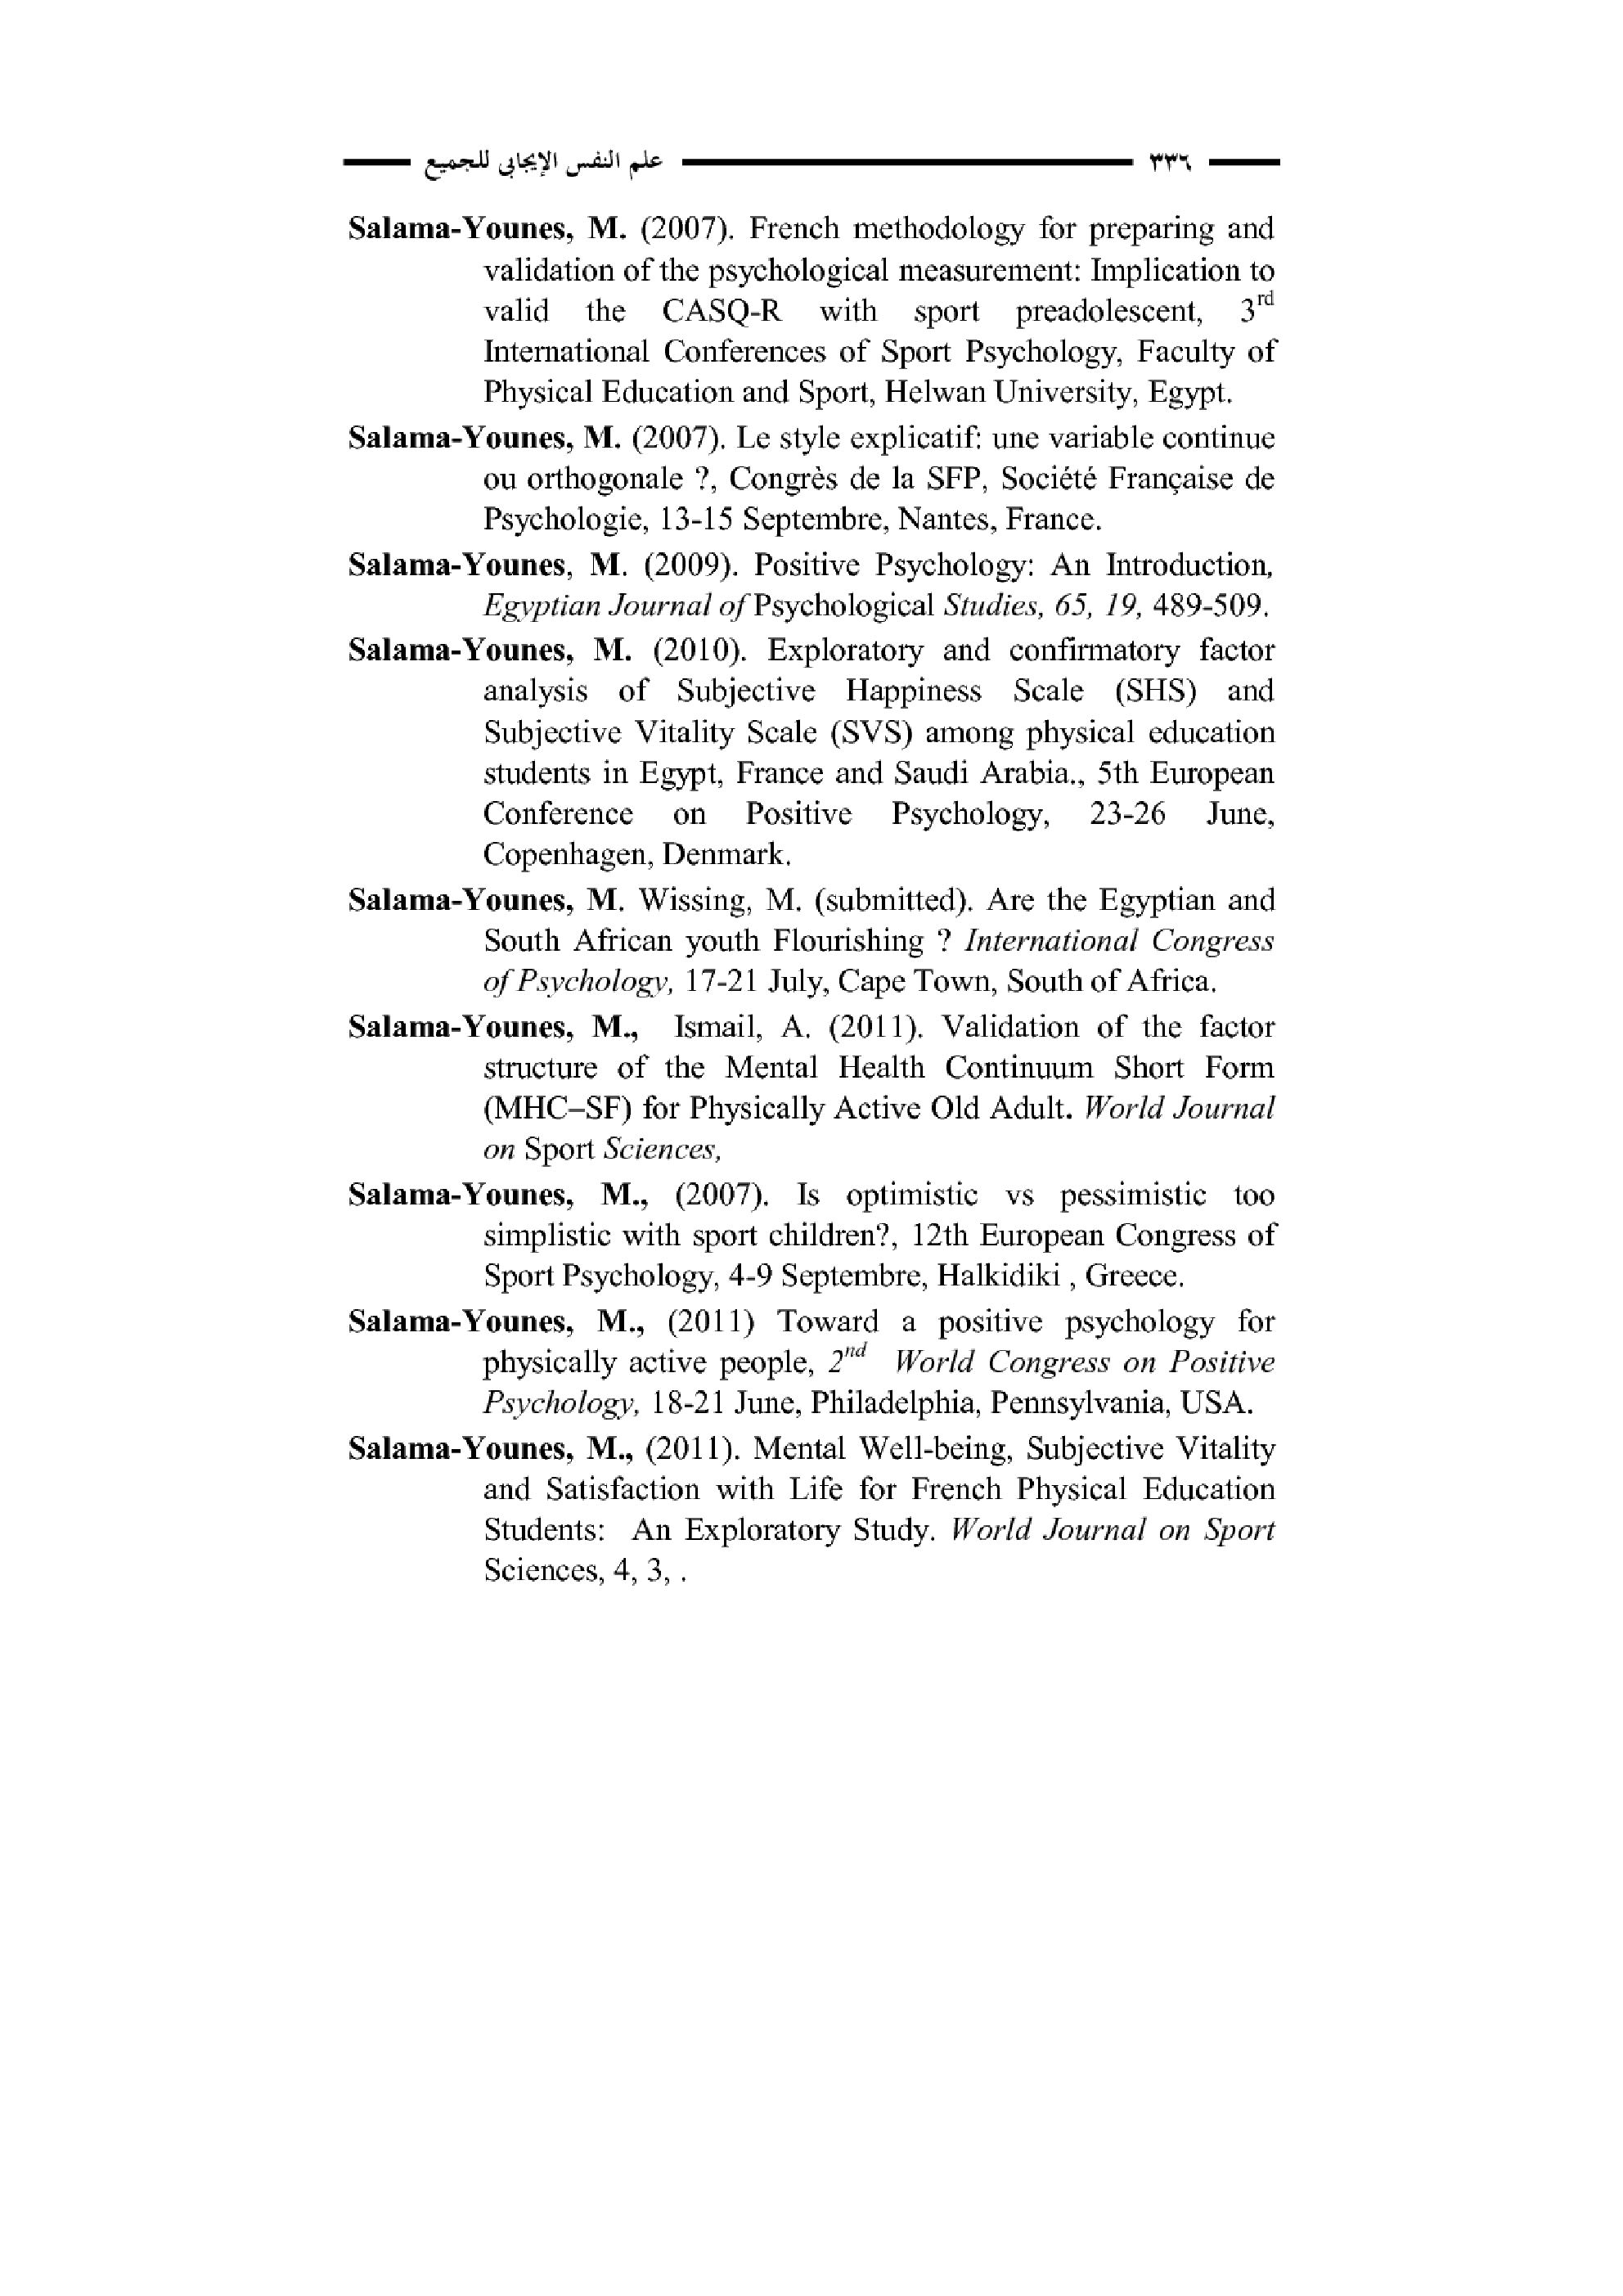 ٣٣٦ علم النفس الإيجابي للجميع
Salama-Younes, M. (2007). French methodology for preparing and
validation of the psychological measurement: Implication to
valid the CASQ-R with sport preadolescent, 3rd
International Conferences of Sport Psychology, Faculty of
Physical Education and Sport, Helwan University, Egypt.
Salama-Younes, M. (2007). Le style explicatif: une variable continue
ou orthogonale ?, Congrès de la SFP, Société Française de
Psychologie, 13-15 Septembre, Nantes, France.
Salama-Younes, M. (2009). Positive Psychology: An Introduction,
Egyptian Journal of Psychological Studies, 65, 19, 489-509.
Salama-Younes, M. (2010). Exploratory and confirmatory factor
analysis of Subjective Happiness Scale (SHS) and
Subjective Vitality Scale (SVS) among physical education
students in Egypt, France and Saudi Arabia., 5th European
Conference on Positive Psychology, 23-26 June,
Copenhagen, Denmark.
Salama-Younes, M. Wissing, M. (submitted). Are the Egyptian and
South African youth Flourishing ? International Congress
of Psychology, 17-21 July, Cape Town, South of Africa.
Salama-Younes, M., Ismail, A. (2011). Validation of the factor
structure of the Mental Health Continuum Short Form
(MHC–SF) for Physically Active Old Adult. World Journal
on Sport Sciences,
Salama-Younes, M., (2007). Is optimistic vs pessimistic too
simplistic with sport children?, 12th European Congress of
Sport Psychology, 4-9 Septembre, Halkidiki , Greece.
Salama-Younes, M., (2011) Toward a positive psychology for
physically active people, 2nd World Congress on Positive
Psychology, 18-21 June, Philadelphia, Pennsylvania, USA.
Salama-Younes, M., (2011). Mental Well-being, Subjective Vitality
and Satisfaction with Life for French Physical Education
Students: An Exploratory Study. World Journal on Sport
Sciences, 4, 3, .